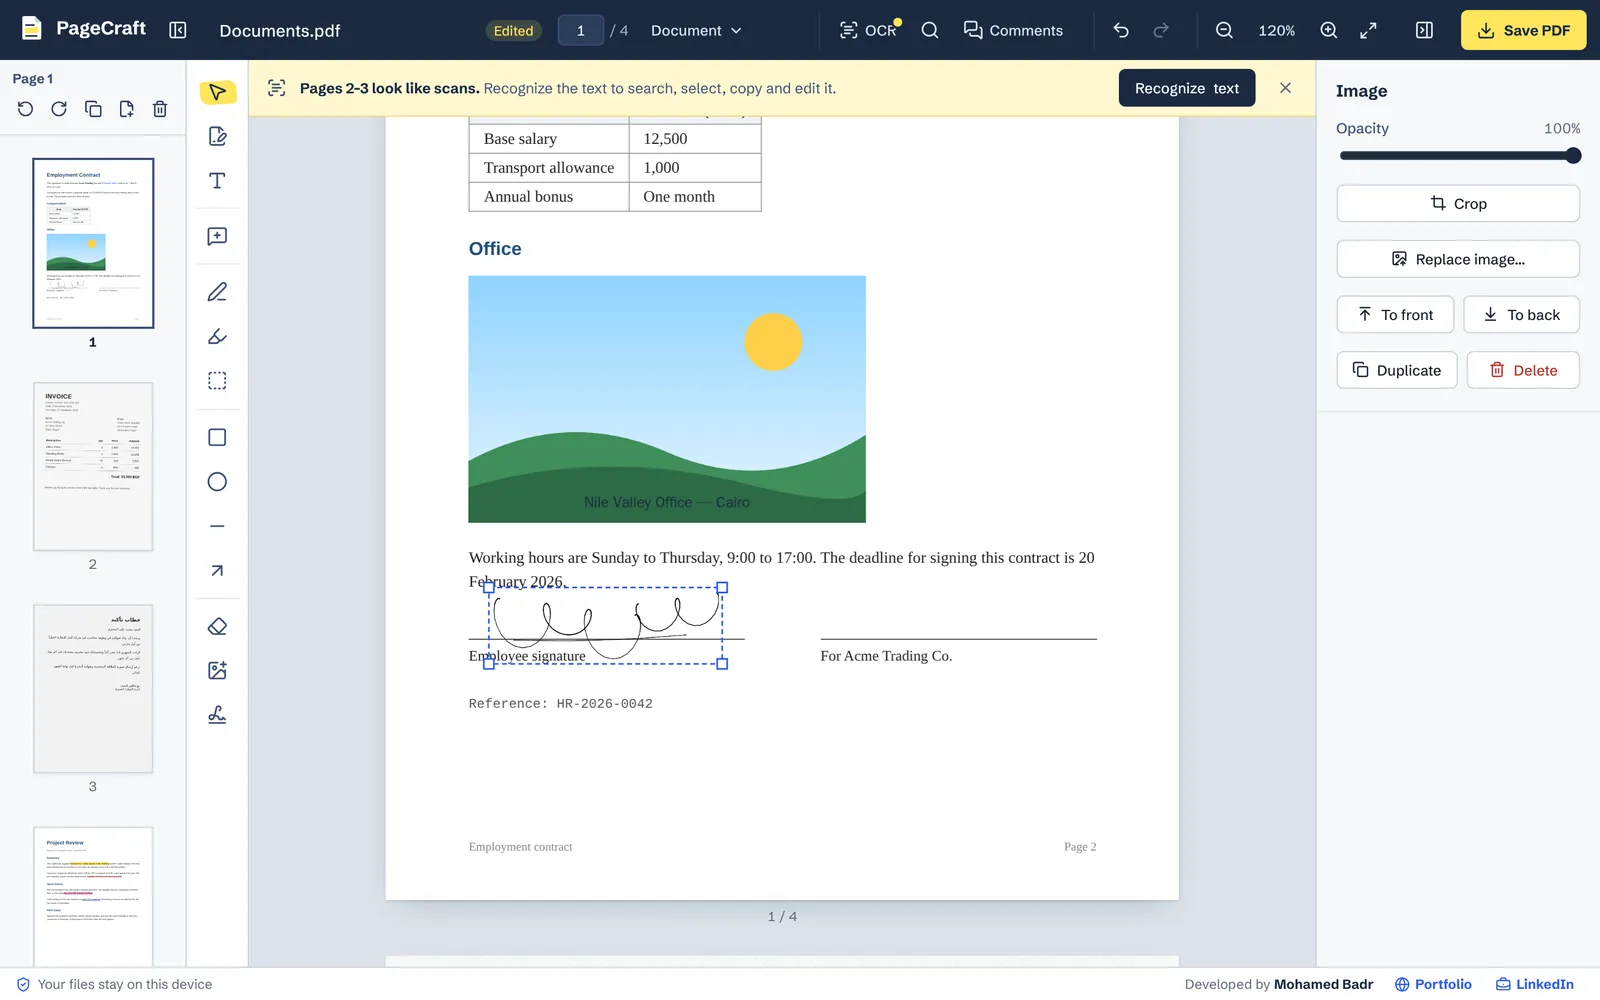 PageCraft
Documents.pdf
Edited
1 / 4
Document
OCR
Comments
120%
Save PDF
Page 1
Pages 2-3 look like scans. Recognize the text to search, select, copy and edit it.
Recognize text
Employment Contract
1
INVOICE
2
خطاب تأكيد
3
Project Review
Base salary 12,500
Transport allowance 1,000
Annual bonus One month
Office
Nile Valley Office — Cairo
Working hours are Sunday to Thursday, 9:00 to 17:00. The deadline for signing this contract is 20
February 2026.
Employee signature
For Acme Trading Co.
Reference: HR-2026-0042
Employment contract
Page 2
1 / 4
Image
Opacity 100%
Crop
Replace image...
To front
To back
Duplicate
Delete
Your files stay on this device
Developed by Mohamed Badr
Portfolio
LinkedIn